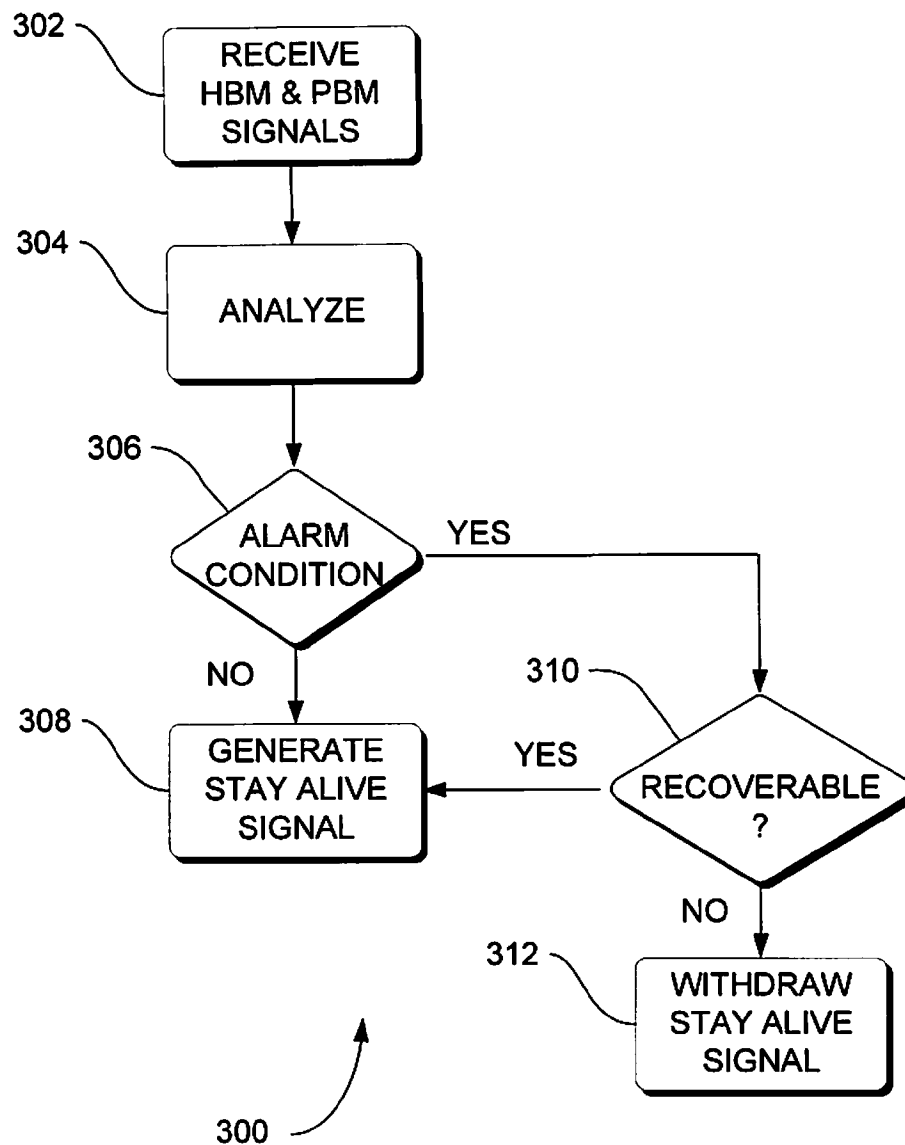 302
RECEIVE
HBM & PBM
SIGNALS
304
ANALYZE
306
ALARM
CONDITION
YES
NO
310
308
GENERATE
STAY ALIVE
SIGNAL
YES
RECOVERABLE
?
NO
312
WITHDRAW
STAY ALIVE
SIGNAL
300